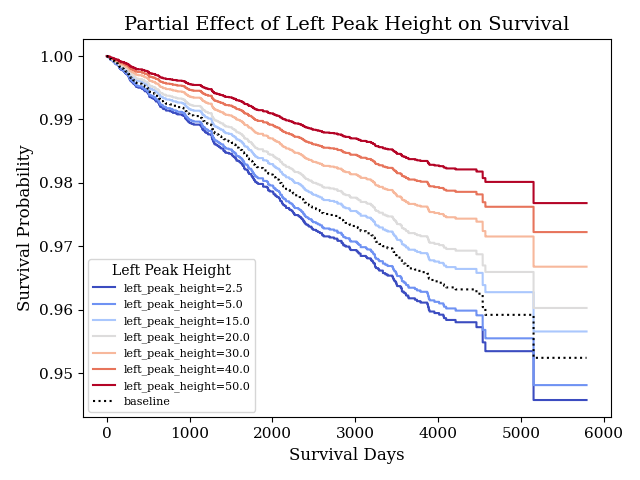 Partial Effect of Left Peak Height on Survival
Survival Probability
1.00
0.99
0.98
0.97
0.96
0.95
Left Peak Height
left_peak_height=2.5
left_peak_height=5.0
left_peak_height=15.0
left_peak_height=20.0
left_peak_height=30.0
left_peak_height=40.0
left_peak_height=50.0
baseline
0 1000 2000 3000 4000 5000 6000
Survival Days